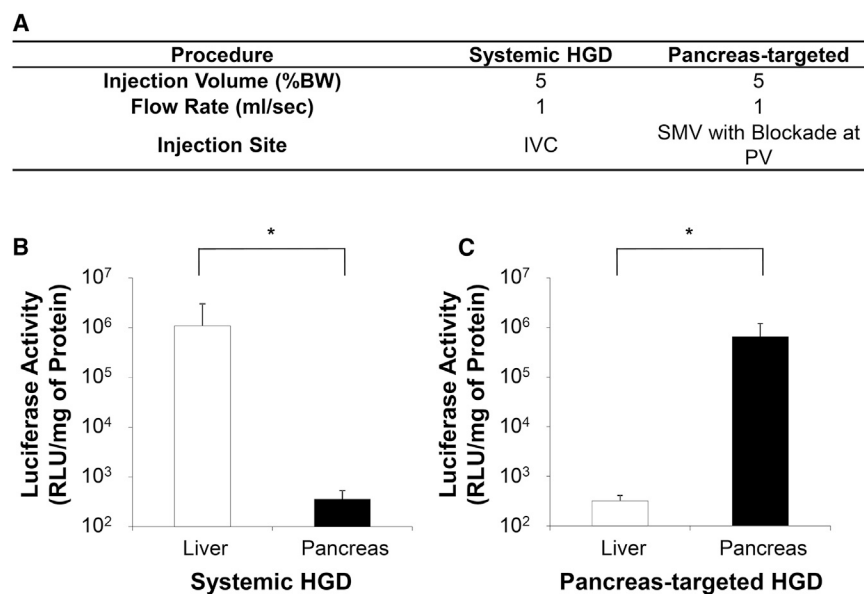 A
Procedure Systemic HGD Pancreas-targeted
Injection Volume (%BW) 5 5
Flow Rate (ml/sec) 1 1
Injection Site IVC SMV with Blockade at
PV
B
*
Luciferase Activity
(RLU/mg of Protein)
10⁷
10⁶
10⁵
10⁴
10³
10²
Liver Pancreas
Systemic HGD
C
*
Luciferase Activity
(RLU/mg of Protein)
10⁷
10⁶
10⁵
10⁴
10³
10²
Liver Pancreas
Pancreas-targeted HGD